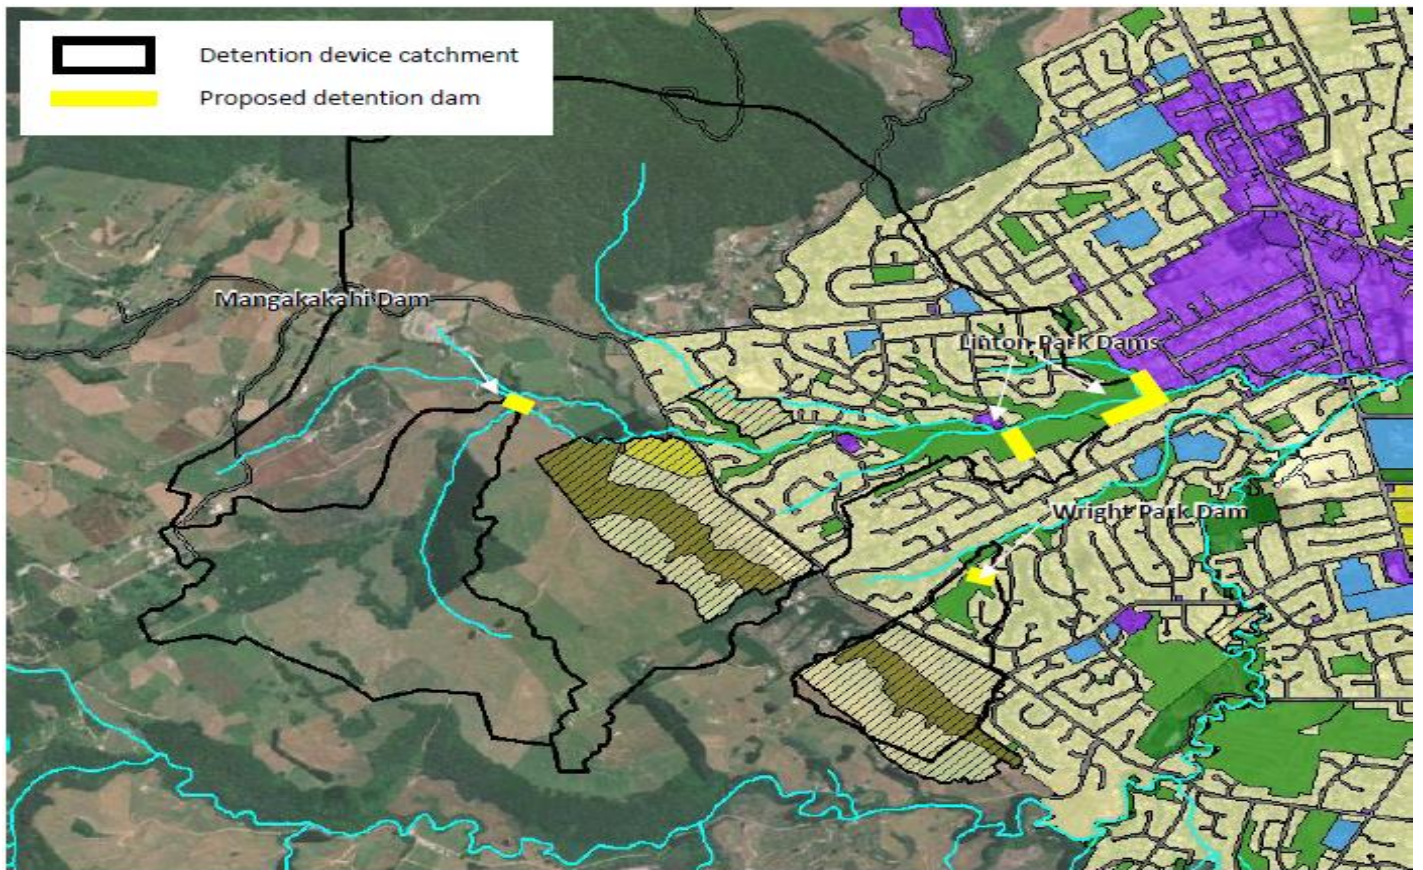 Detention device catchment
Proposed detention dam
Mangakakahi Dam
Linton Park Dams
Wright Park Dam